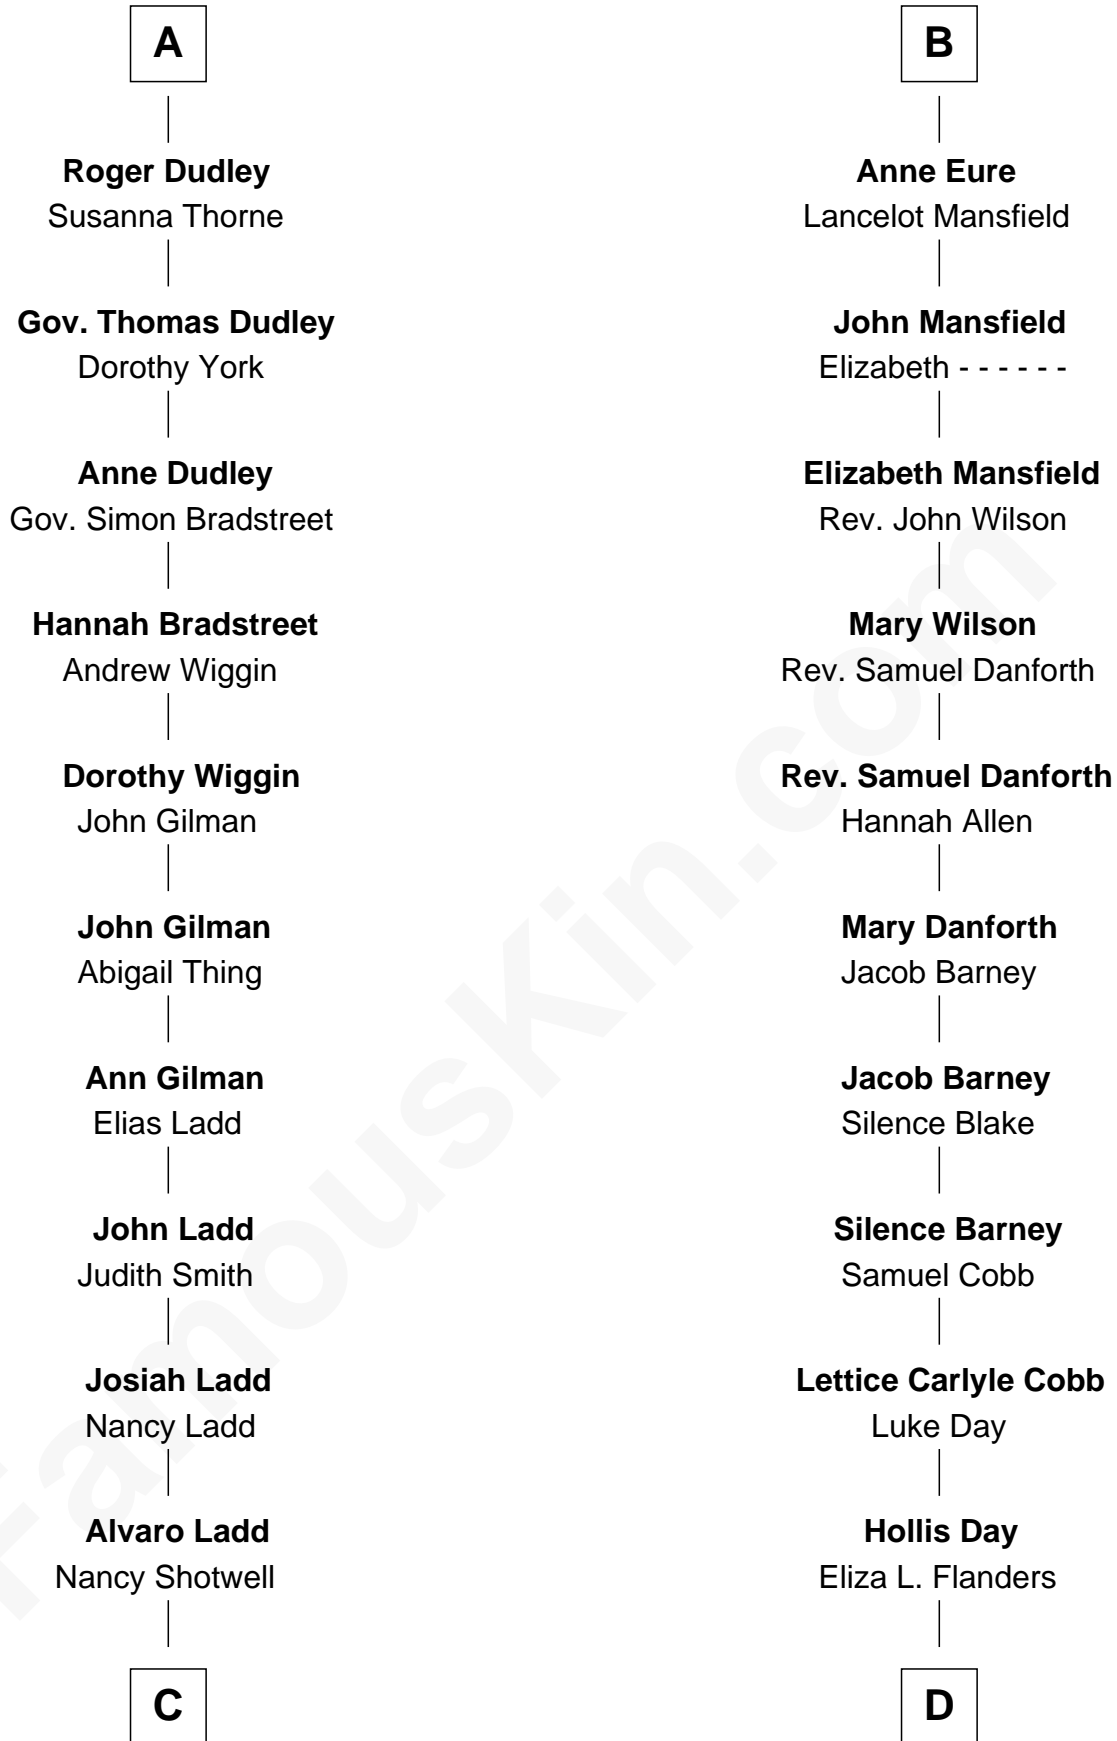 A
Roger Dudley
Susanna Thorne
Gov. Thomas Dudley
Dorothy York
Anne Dudley
Gov. Simon Bradstreet
Hannah Bradstreet
Andrew Wiggin
Dorothy Wiggin
John Gilman
John Gilman
Abigail Thing
Ann Gilman
Elias Ladd
John Ladd
Judith Smith
Josiah Ladd
Nancy Ladd
Alvaro Ladd
Nancy Shotwell
C
B
Anne Eure
Lancelot Mansfield
John Mansfield
Elizabeth - - - - - -
Elizabeth Mansfield
Rev. John Wilson
Mary Wilson
Rev. Samuel Danforth
Rev. Samuel Danforth
Hannah Allen
Mary Danforth
Jacob Barney
Jacob Barney
Silence Blake
Silence Barney
Samuel Cobb
Lettice Carlyle Cobb
Luke Day
Hollis Day
Eliza L. Flanders
D
FamousKin.com